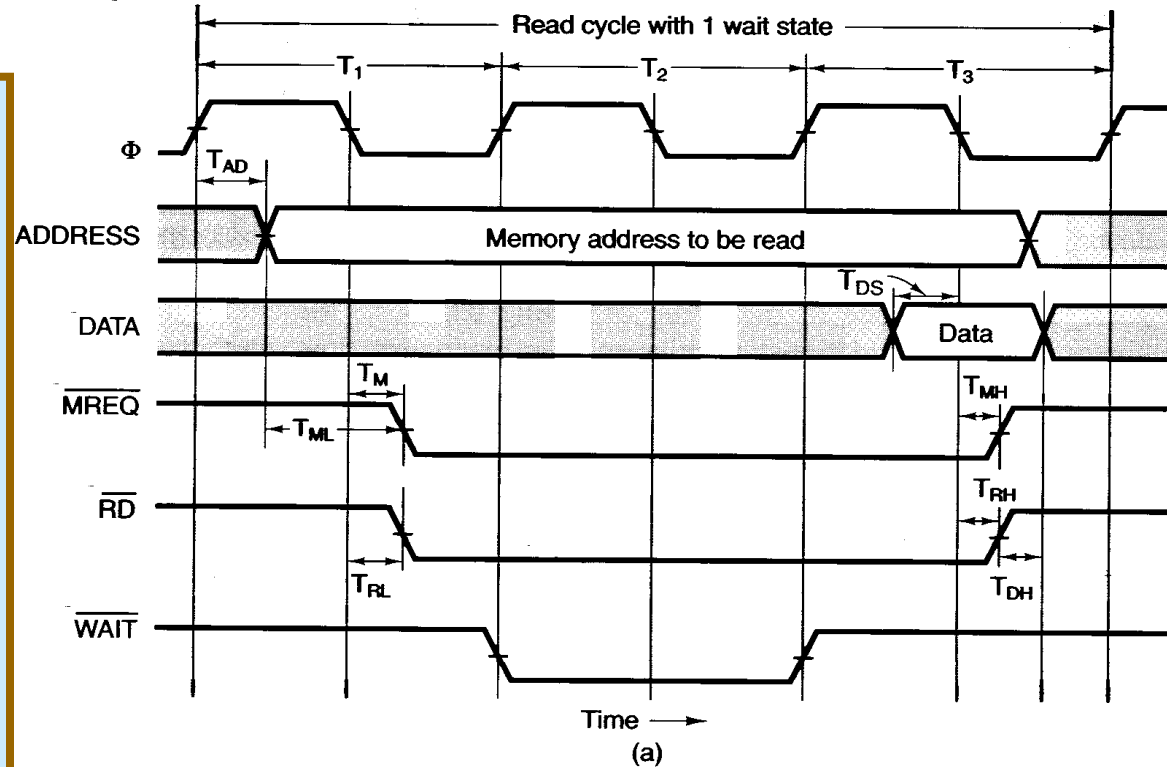 Read cycle with 1 wait state
T1 T2 T3
Φ
TAD
ADDRESS
Memory address to be read
TDS
DATA
Data
TM
MREQ
TMH
TML
TRH
RD
TRL
TDH
WAIT
Time
(a)